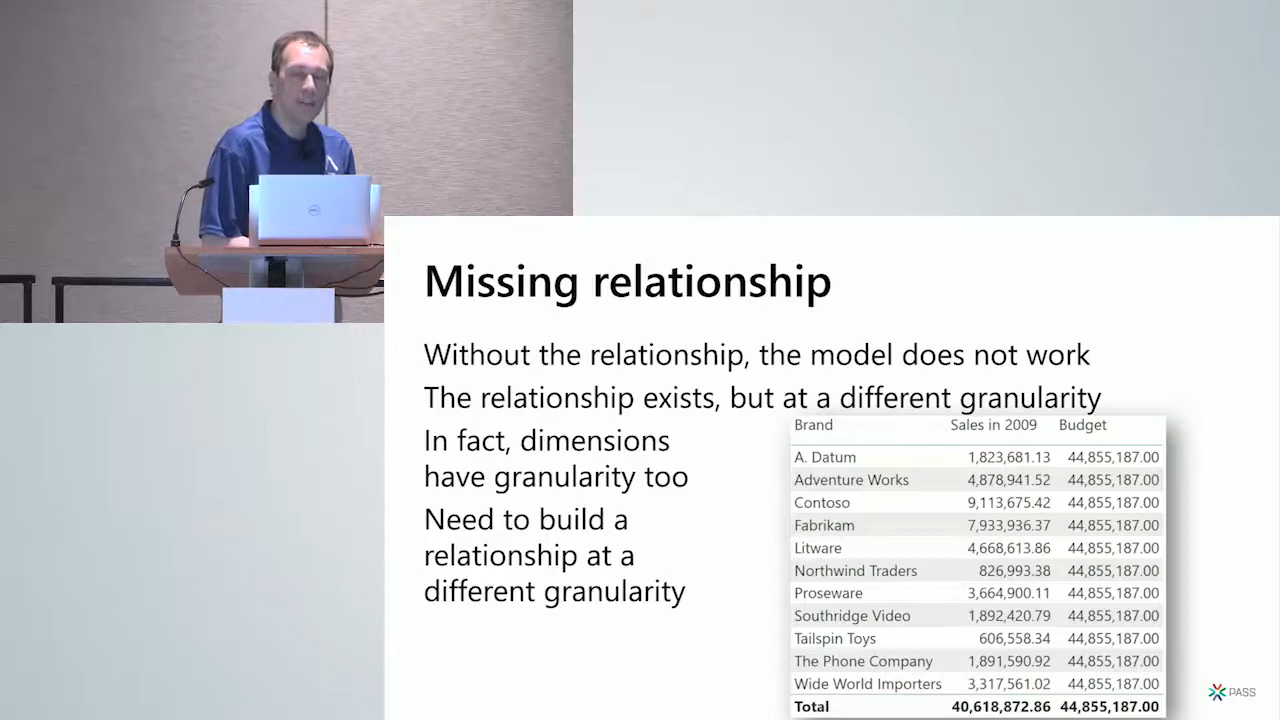 Missing relationship
Without the relationship, the model does not work
The relationship exists, but at a different granularity
In fact, dimensions
have granularity too
Need to build a
relationship at a
different granularity
Brand Sales in 2009 Budget
A. Datum 1,823,681.13 44,855,187.00
Adventure Works 4,878,941.52 44,855,187.00
Contoso 9,113,675.42 44,855,187.00
Fabrikam 7,933,936.37 44,855,187.00
Litware 4,668,613.86 44,855,187.00
Northwind Traders 826,993.38 44,855,187.00
Proseware 3,664,900.11 44,855,187.00
Southridge Video 1,892,420.79 44,855,187.00
Tailspin Toys 606,558.34 44,855,187.00
The Phone Company 1,891,590.92 44,855,187.00
Wide World Importers 3,317,561.02 44,855,187.00
Total 40,618,872.86 44,855,187.00
PASS
DELL